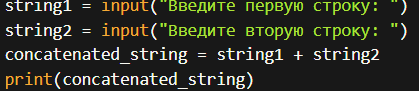 string1 = input("Введите первую строку: ")
string2 = input("Введите вторую строку: ")
concatenated_string = string1 + string2
print(concatenated_string)